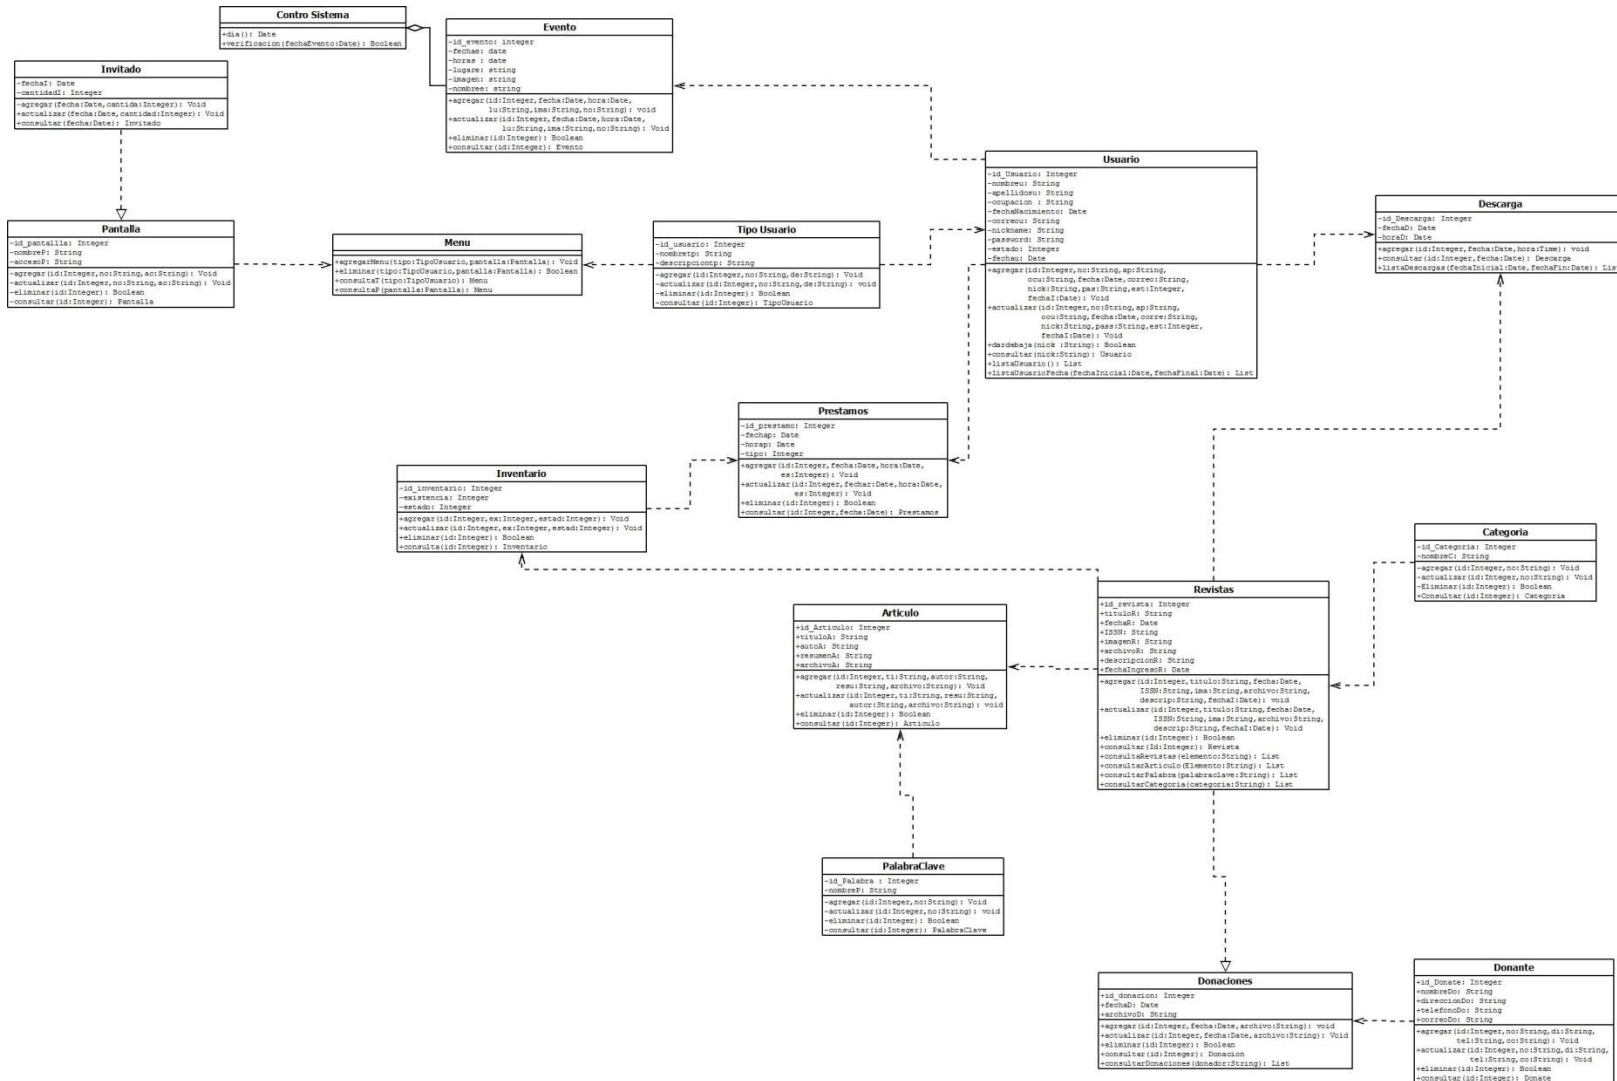 Contro Sistema
+dia(): Date
+verificacion(fechaEvento:Date): Boolean
Evento
-id_evento: integer
-fechae: date
-horas : date
-lugare: string
-imagen: string
-nombree: string
+agregar(id:Integer,fecha:Date,hora:Date,
lu:String,ima:String,no:String): void
+actualizar(id:Integer,fecha:Date,hora:Date,
lu:String,ima:String,no:String): Void
+eliminar(id:Integer): Boolean
+consultar(id:Integer): Evento
Invitado
-fechaI: Date
-cantidadI: Integer
-agregar(fecha:Date,cantida:Integer): Void
+actualizar(fecha:Date,cantidad:Integer): Void
+consultar(fecha:Date): Invitado
Usuario
-id_Usuario: Integer
-nombreu: String
-apellidosu: String
-ocupacion : String
-fechaNacimiento: Date
-correou: String
-nickname: String
-password: String
-estado: Integer
-fechau: Date
+agregar(id:Integer,no:String,ap:String,
ocu:String,fecha:Date,correo:String,
nick:String,pas:String,est:Integer,
fechaI:Date): Void
+actualizar(id:Integer,no:String,ap:String,
ocu:String,fecha:Date,corre:String,
nick:String,pass:String,est:Integer,
fechaI:Date): Void
+dardebaja(nick :String): Boolean
+consultar(nick:String): Usuario
+listaUsuario(): List
+listaUsuarioFecha(fechaInicial:Date,fechaFinal:Date): List
Descarga
-id_Descarga: Integer
-fechaD: Date
-horaD: Date
+agregar(id:Integer,fecha:Date,hora:Time): void
+consultar(id:Integer,fecha:Date): Descarga
+listaDescargas(fechaInicial:Date,fechaFin:Date): List
Pantalla
-id_pantallla: Integer
-nombreP: String
-accesoP: String
-agregar(id:Integer,no:String,ac:String): Void
-actualizar(id:Integer,no:String,ac:String): Void
-eliminar(id:Integer): Boolean
-consultar(id:Integer): Pantalla
Menu
+agregarMenu(tipo:TipoUsuario,pantalla:Pantalla): Void
+eliminar(tipo:TipoUsuario,pantalla:Pantalla): Boolean
+consultaT(tipo:TipoUsuario): Menu
+consultaP(pantalla:Pantalla): Menu
Tipo Usuario
-id_usuario: Integer
-nombretp: String
-descripciontp: String
-agregar(id:Integer,no:String,de:String): Void
-actualizar(id:Integer,no:String,de:String): void
-eliminar(id:Integer): Boolean
-consultar(id:Integer): TipoUsuario
Prestamos
-id_prestamo: Integer
-fechap: Date
-horap: Date
-tipo: Integer
+agregar(id:Integer,fecha:Date,hora:Date,
es:Integer): Void
+actualizar(id:Integer,fechar:Date,hora:Date,
es:Integer): Void
+eliminar(id:Integer): Boolean
+consultar(id:Integer,fecha:Date): Prestamos
Inventario
-id_inventario: Integer
-existencia: Integer
-estado: Integer
+agregar(id:Integer,ex:Integer,estad:Integer): Void
+actualizar(id:Integer,ex:Integer,estad:Integer): Void
+eliminar(id:Integer): Boolean
+consulta(id:Integer): Inventario
Categoria
-id_Categoria: Integer
-nombreC: String
-agregar(id:Integer,no:String): Void
-actualizar(id:Integer,no:String): Void
-Eliminar(id:Integer): Boolean
+Consultar(id:Integer): Categoria
Revistas
+id_revista: Integer
+tituloR: String
+fechaR: Date
+ISSN: String
+imagenR: String
+archivoR: String
+descripcionR: String
+fechaIngresoR: Date
+agregar(id:Integer,titulo:String,fecha:Date,
ISSN:String,ima:String,archivo:String,
descrip:String,fechaI:Date): void
+actualizar(id:Integer,titulo:String,fecha:Date,
ISSN:String,ima:String,archivo:String,
descrip:String,fechaI:Date): Void
+eliminar(id:Integer): Boolean
+consultar(Id:Integer): Revista
+consultaRevistas(elemento:String): List
+consultarArticulo(Elemento:String): List
+consultarPalabra(palabraclave:String): List
+consultarCategoria(categoria:String): List
Articulo
+id_Articulo: Integer
+tituloA: String
+autoA: String
+resumenA: String
+archivoA: String
+agregar(id:Integer,ti:String,autor:String,
resu:String,archivo:String): Void
+actualizar(id:Integer,ti:String,resu:String,
autor:String,archivo:String): void
+eliminar(id:Integer): Boolean
+consultar(id:Integer): Articulo
PalabraClave
-id_Palabra : Integer
-nombreP: String
-agregar(id:Integer,no:String): Void
-actualizar(id:Integer,no:String): void
-eliminar(id:Integer): Boolean
-consultar(id:Integer): PalabraClave
Donaciones
+id_donacion: Integer
+fechaD: Date
+archivoD: String
+agregar(id:Integer,fecha:Date,archivo:String): void
+actualizar(id:Integer,fecha:Date,archivo:String): Void
+eliminar(id:Integer): Boolean
+consultar(id:Integer): Donacion
+consultarDonaciones(donador:String): List
Donante
+id_Donate: Integer
+nombreDo: String
+direccionDo: String
+telefonoDo: String
+correoDo: String
+agregar(id:Integer,no:String,di:String,
tel:String,co:String): Void
+actualizar(id:Integer,no:String,di:String,
tel:String,co:String): Void
+eliminar(id:Integer): Boolean
+consultar(id:Integer): Donate